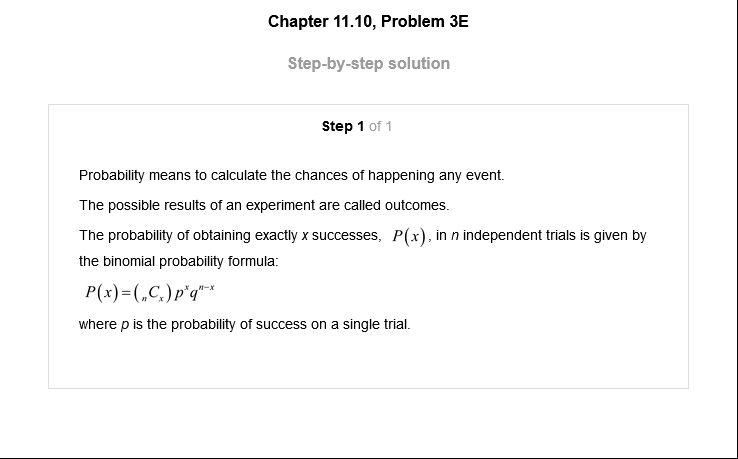 Chapter 11.10, Problem 3E
Step-by-step solution
Step 1 of 1
Probability means to calculate the chances of happening any event.
The possible results of an experiment are called outcomes.
The probability of obtaining exactly x successes, P(x), in n independent trials is given by
the binomial probability formula:
P(x)=(ₙCₓ)pˣqⁿ⁻ˣ
where p is the probability of success on a single trial.